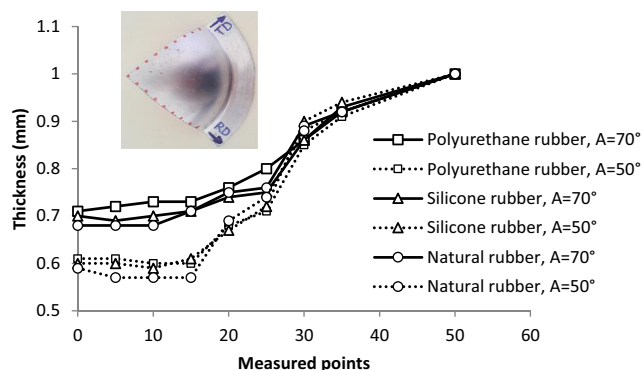 1.1
1
0.9
0.8
0.7
0.6
0.5
Thickness (mm)
TD
RD
Polyurethane rubber, A=70°
Polyurethane rubber, A=50°
Silicone rubber, A=70°
Silicone rubber, A=50°
Natural rubber, A=70°
Natural rubber, A=50°
0 10 20 30 40 50 60
Measured points